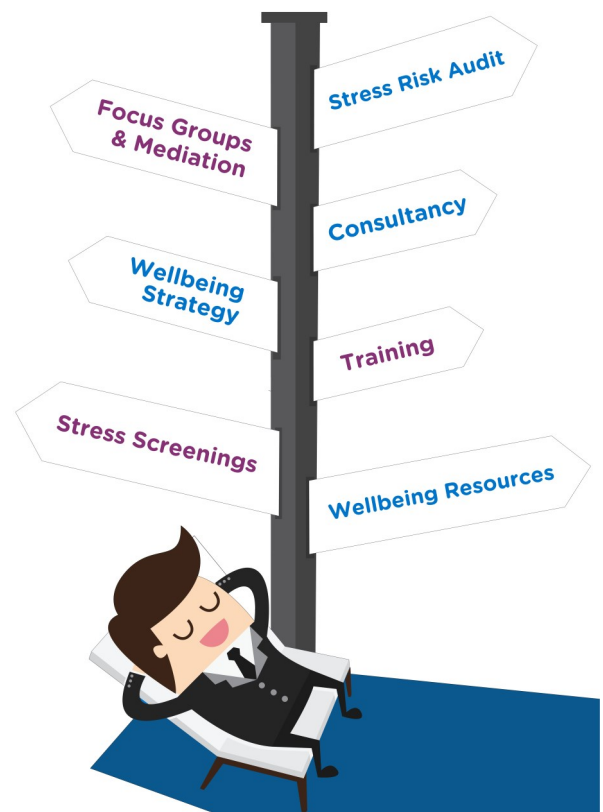 Stress Risk Audit
Focus Groups
& Mediation
Consultancy
Wellbeing
Strategy
Training
Stress Screenings
Wellbeing Resources